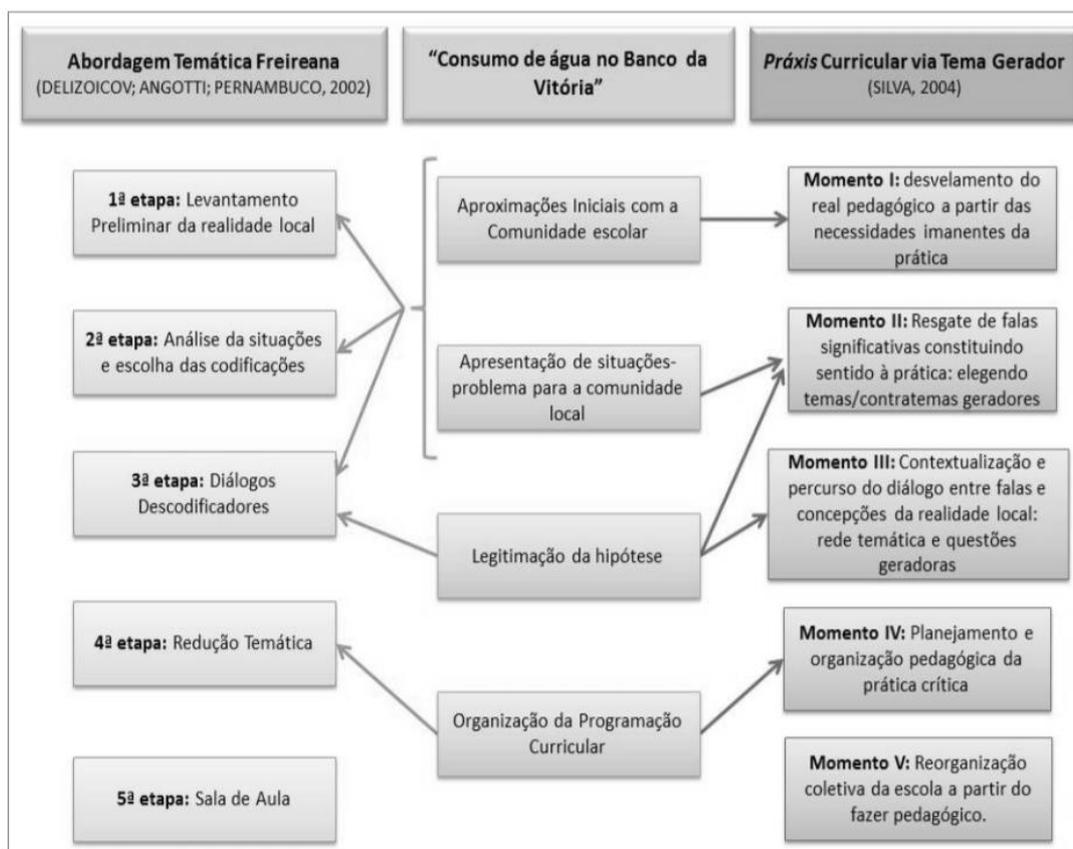 Abordagem Temática Freireana
(DELIZOICOV; ANGOTTI; PERNAMBUCO, 2002)
“Consumo de água no Banco da
Vitória”
Práxis Curricular via Tema Gerador
(SILVA, 2004)
1ª etapa: Levantamento
Preliminar da realidade local
2ª etapa: Análise da situações
e escolha das codificações
3ª etapa: Diálogos
Descodificadores
4ª etapa: Redução Temática
5ª etapa: Sala de Aula
Aproximações Iniciais com a
Comunidade escolar
Apresentação de situações-
problema para a comunidade
local
Legitimação da hipótese
Organização da Programação
Curricular
Momento I: desvelamento do
real pedagógico a partir das
necessidades imanentes da
prática
Momento II: Resgate de falas
significativas constituindo
sentido à prática: elegendo
temas/contratemas geradores
Momento III: Contextualização e
percurso do diálogo entre falas e
concepções da realidade local:
rede temática e questões
geradoras
Momento IV: Planejamento e
organização pedagógica da
prática crítica
Momento V: Reorganização
coletiva da escola a partir do
fazer pedagógico.